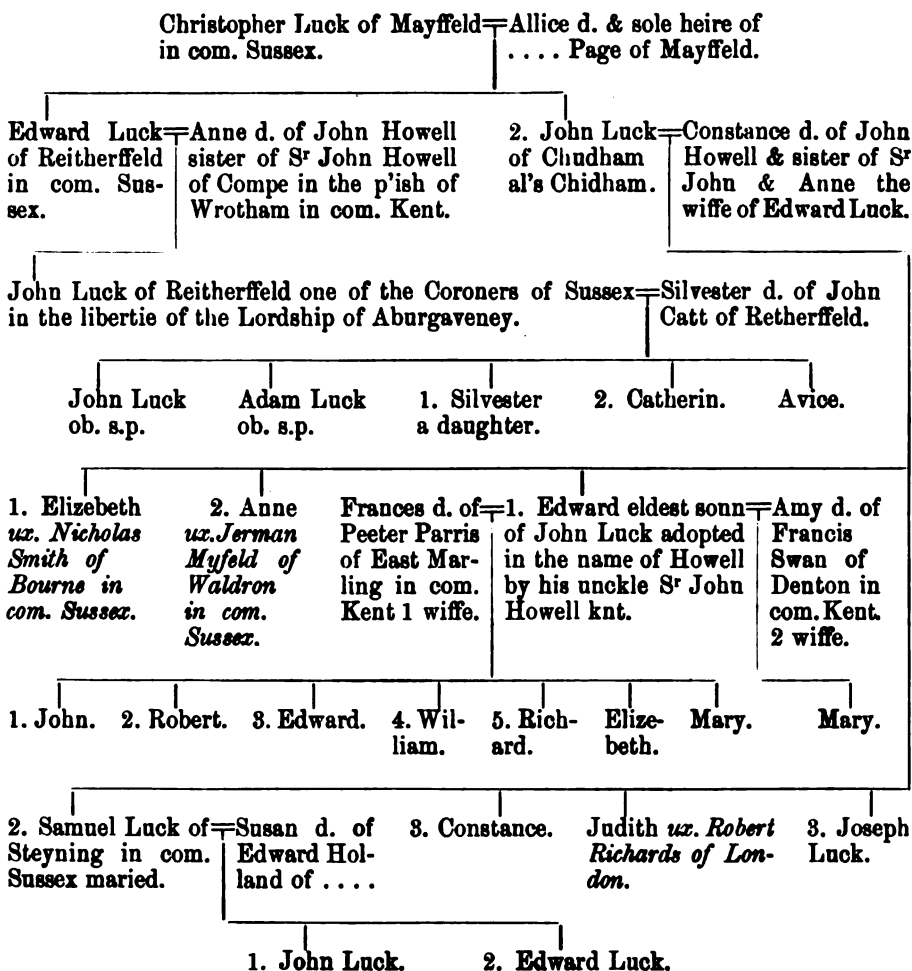 Christopher Luck of Mayffeld=Allice d. & sole heire of
in com. Sussex. . . . . Page of Mayffeld.
Edward Luck=Anne d. of John Howell
of Reitherffeld sister of Sʳ John Howell
in com. Sus- of Compe in the p'ish of
sex. Wrotham in com. Kent.
2. John Luck=Constance d. of John
of Chudham Howell & sister of Sʳ
al's Chidham. John & Anne the
wiffe of Edward Luck.
John Luck of Reitherffeld one of the Coroners of Sussex=Silvester d. of John
in the libertie of the Lordship of Aburgaveney. Catt of Retherffeld.
John Luck
ob. s.p.
Adam Luck
ob. s.p.
1. Silvester
a daughter.
2. Catherin.
Avice.
1. Elizebeth
ux. Nicholas
Smith of
Bourne in
com. Sussex.
2. Anne
ux. Jerman
Myfeld of
Waldron
in com.
Sussex.
Frances d. of=
Peeter Parris
of East Mar-
ling in com.
Kent 1 wiffe.
1. Edward eldest sonn=
of John Luck adopted
in the name of Howell
by his unckle Sʳ John
Howell knt.
Amy d. of
Francis
Swan of
Denton in
com. Kent.
2 wiffe.
1. John.
2. Robert.
3. Edward.
4. Wil-
liam.
5. Rich-
ard.
Elize-
beth.
Mary.
Mary.
2. Samuel Luck of=Susan d. of
Steyning in com. Edward Hol-
Sussex maried. land of . . . .
3. Constance.
Judith ux. Robert
Richards of Lon-
don.
3. Joseph
Luck.
1. John Luck.
2. Edward Luck.